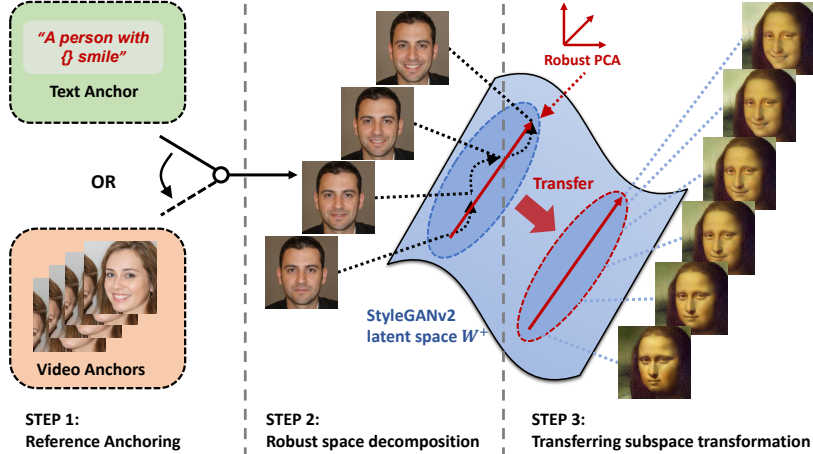 “A person with
{} smile”
Text Anchor
OR
Video Anchors
STEP 1:
Reference Anchoring
Robust PCA
Transfer
StyleGANv2
latent space W⁺
STEP 2:
Robust space decomposition
STEP 3:
Transferring subspace transformation